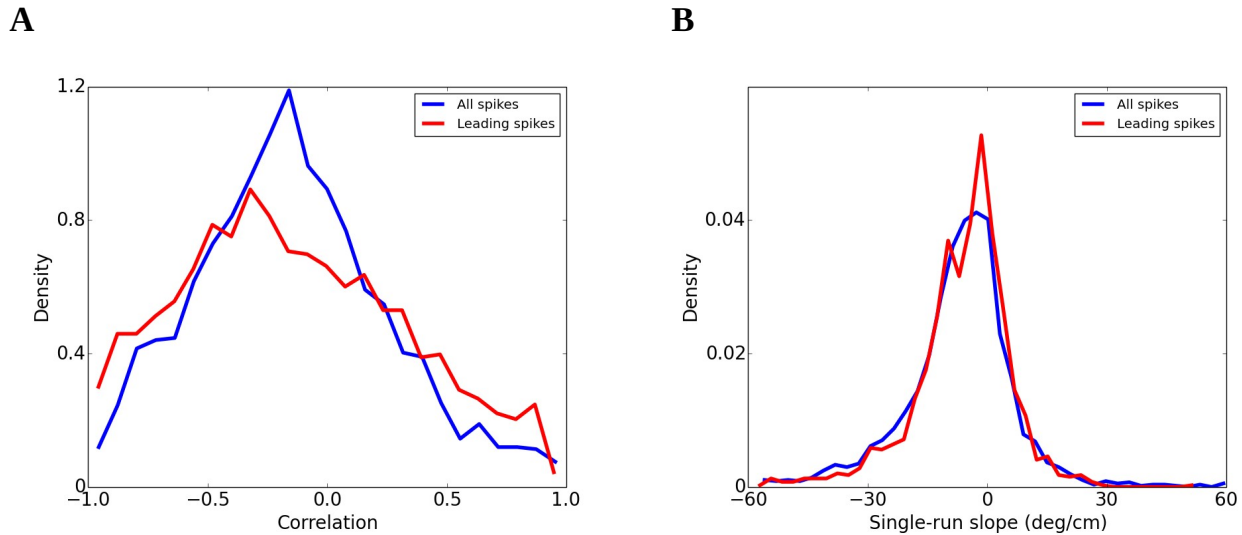 A
B
1.2
0.8
0.4
0
−1.0
−0.5
0.0
0.5
1.0
Density
Correlation
All spikes
Leading spikes
0.04
0.02
0
−60
−30
0
30
60
Density
Single-run slope (deg/cm)
All spikes
Leading spikes